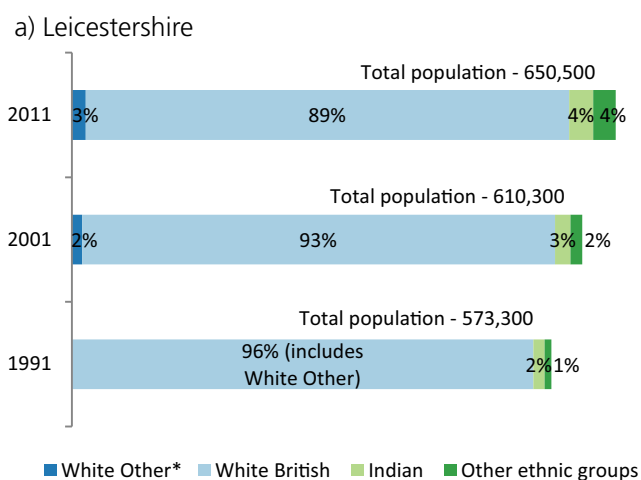 a) Leicestershire
Total population - 650,500
2011
3%
89%
4%
4%
Total population - 610,300
2001
2%
93%
3%
2%
Total population - 573,300
1991
96% (includes
White Other)
2%
1%
White Other*
White British
Indian
Other ethnic groups